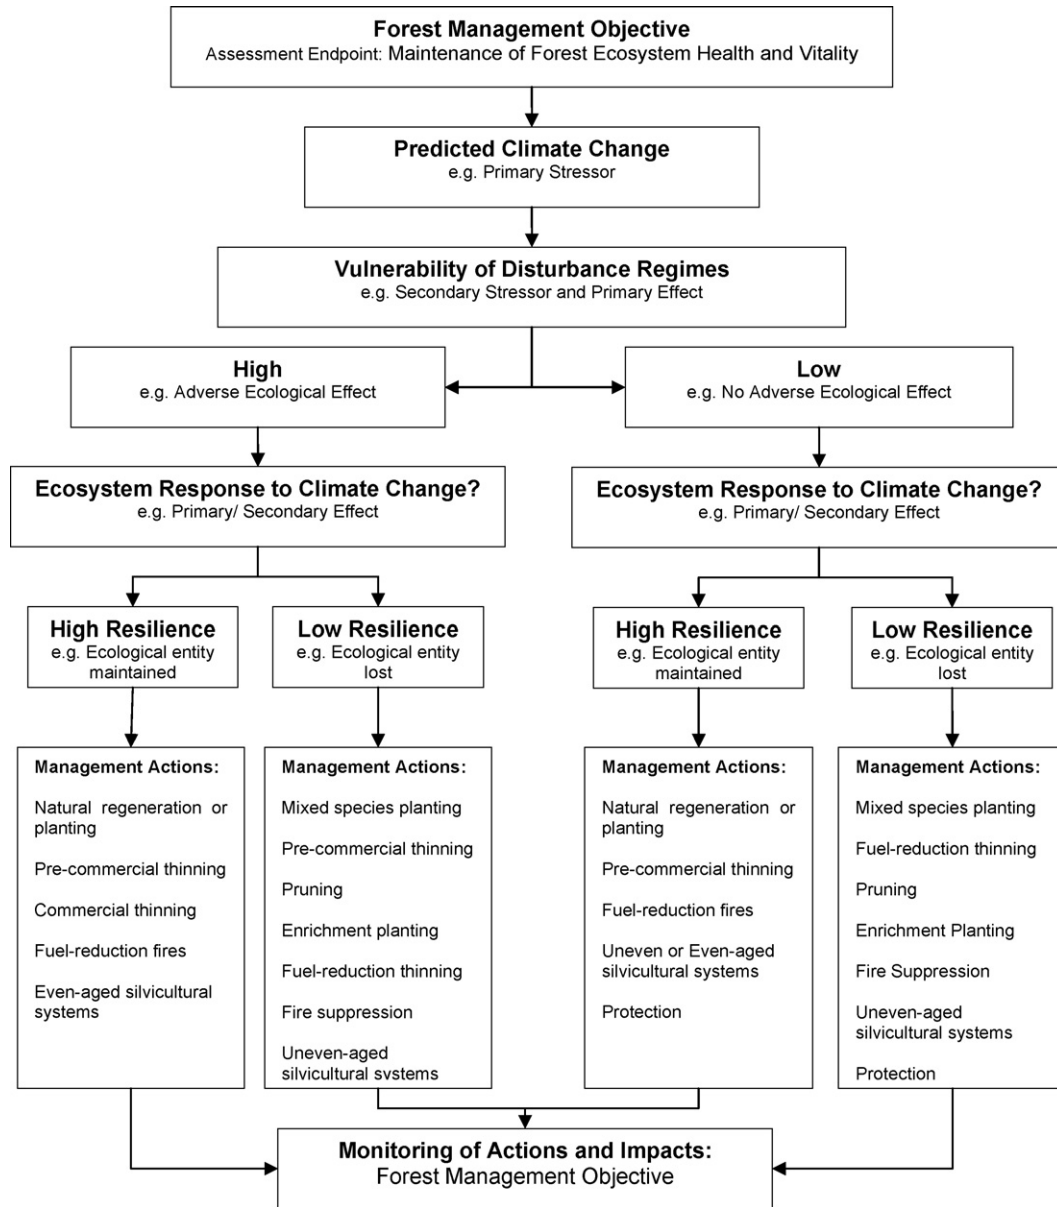 Forest Management Objective
Assessment Endpoint: Maintenance of Forest Ecosystem Health and Vitality
Predicted Climate Change
e.g. Primary Stressor
Vulnerability of Disturbance Regimes
e.g. Secondary Stressor and Primary Effect
High
e.g. Adverse Ecological Effect
Low
e.g. No Adverse Ecological Effect
Ecosystem Response to Climate Change?
e.g. Primary/ Secondary Effect
Ecosystem Response to Climate Change?
e.g. Primary/ Secondary Effect
High Resilience
e.g. Ecological entity
maintained
Low Resilience
e.g. Ecological entity
lost
High Resilience
e.g. Ecological entity
maintained
Low Resilience
e.g. Ecological entity
lost
Management Actions:
Natural regeneration or
planting
Pre-commercial thinning
Commercial thinning
Fuel-reduction fires
Even-aged silvicultural
systems
Management Actions:
Mixed species planting
Pre-commercial thinning
Pruning
Enrichment planting
Fuel-reduction thinning
Fire suppression
Uneven-aged
silvicultural systems
Management Actions:
Natural regeneration or
planting
Pre-commercial thinning
Fuel-reduction fires
Uneven or Even-aged
silvicultural systems
Protection
Management Actions:
Mixed species planting
Fuel-reduction thinning
Pruning
Enrichment Planting
Fire Suppression
Uneven-aged
silvicultural systems
Protection
Monitoring of Actions and Impacts:
Forest Management Objective